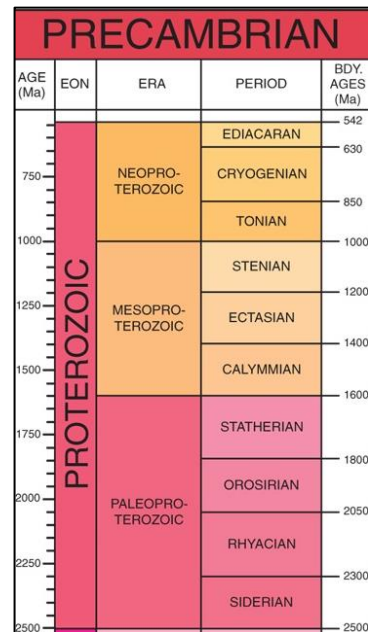 PRECAMBRIAN
AGE
(Ma)
EON
ERA
PERIOD
BDY.
AGES
(Ma)
750
1000
1250
1500
1750
2000
2250
2500
PROTEROZOIC
NEOPRO-
TEROZOIC
MESOPRO-
TEROZOIC
PALEOPRO-
TEROZOIC
EDIACARAN
CRYOGENIAN
TONIAN
STENIAN
ECTASIAN
CALYMMIAN
STATHERIAN
OROSIRIAN
RHYACIAN
SIDERIAN
542
630
850
1000
1200
1400
1600
1800
2050
2300
2500